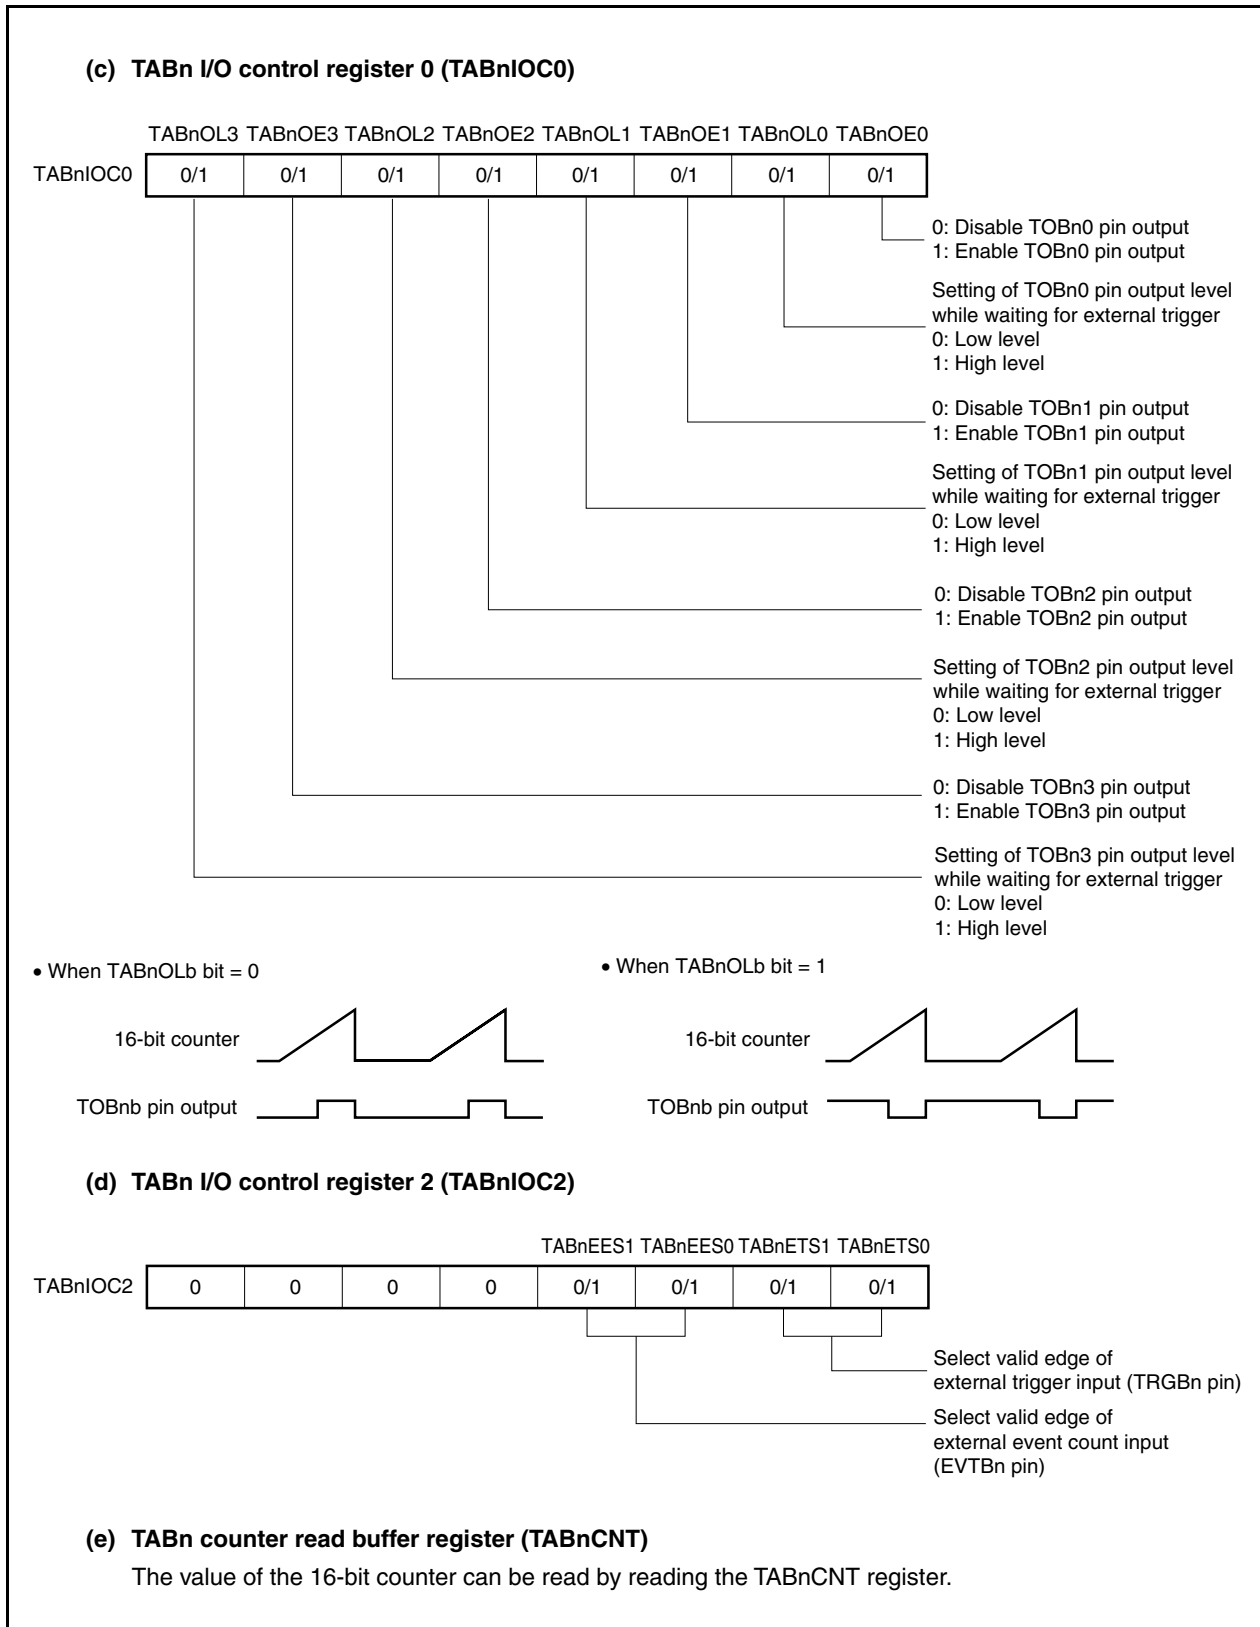 (c) TABn I/O control register 0 (TABnIOC0)
TABnOL3 TABnOE3 TABnOL2 TABnOE2 TABnOL1 TABnOE1 TABnOL0 TABnOE0
TABnIOC0 0/1 0/1 0/1 0/1 0/1 0/1 0/1 0/1
0: Disable TOBn0 pin output
1: Enable TOBn0 pin output
Setting of TOBn0 pin output level
while waiting for external trigger
0: Low level
1: High level
0: Disable TOBn1 pin output
1: Enable TOBn1 pin output
Setting of TOBn1 pin output level
while waiting for external trigger
0: Low level
1: High level
0: Disable TOBn2 pin output
1: Enable TOBn2 pin output
Setting of TOBn2 pin output level
while waiting for external trigger
0: Low level
1: High level
0: Disable TOBn3 pin output
1: Enable TOBn3 pin output
Setting of TOBn3 pin output level
while waiting for external trigger
0: Low level
1: High level
• When TABnOLb bit = 0
16-bit counter
TOBnb pin output
• When TABnOLb bit = 1
16-bit counter
TOBnb pin output
(d) TABn I/O control register 2 (TABnIOC2)
TABnEES1 TABnEES0 TABnETS1 TABnETS0
TABnIOC2 0 0 0 0 0/1 0/1 0/1 0/1
Select valid edge of
external trigger input (TRGBn pin)
Select valid edge of
external event count input
(EVTBn pin)
(e) TABn counter read buffer register (TABnCNT)
The value of the 16-bit counter can be read by reading the TABnCNT register.